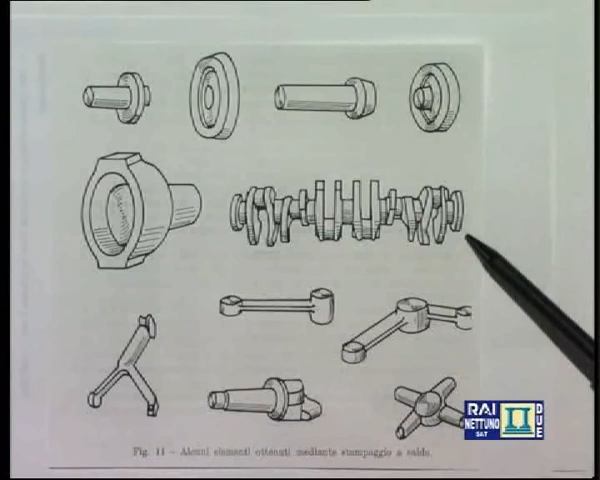 Fig. 11 - Alcuni elementi ottenuti mediante stampaggio a caldo.
RAI
NETTUNO
SAT
DUE